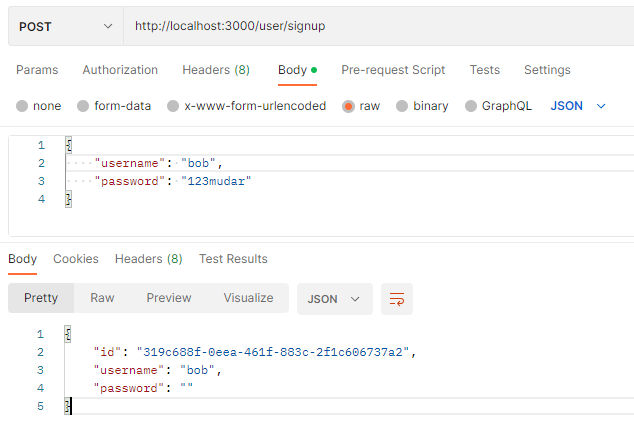 POST http://localhost:3000/user/signup
Params Authorization Headers (8) Body Pre-request Script Tests Settings
none form-data x-www-form-urlencoded raw binary GraphQL JSON
1 {
2 "username": "bob",
3 "password": "123mudar"
4 }
Body Cookies Headers (8) Test Results
Pretty Raw Preview Visualize JSON
1 {
2 "id": "319c688f-0eea-461f-883c-2f1c606737a2",
3 "username": "bob",
4 "password": ""
5 }